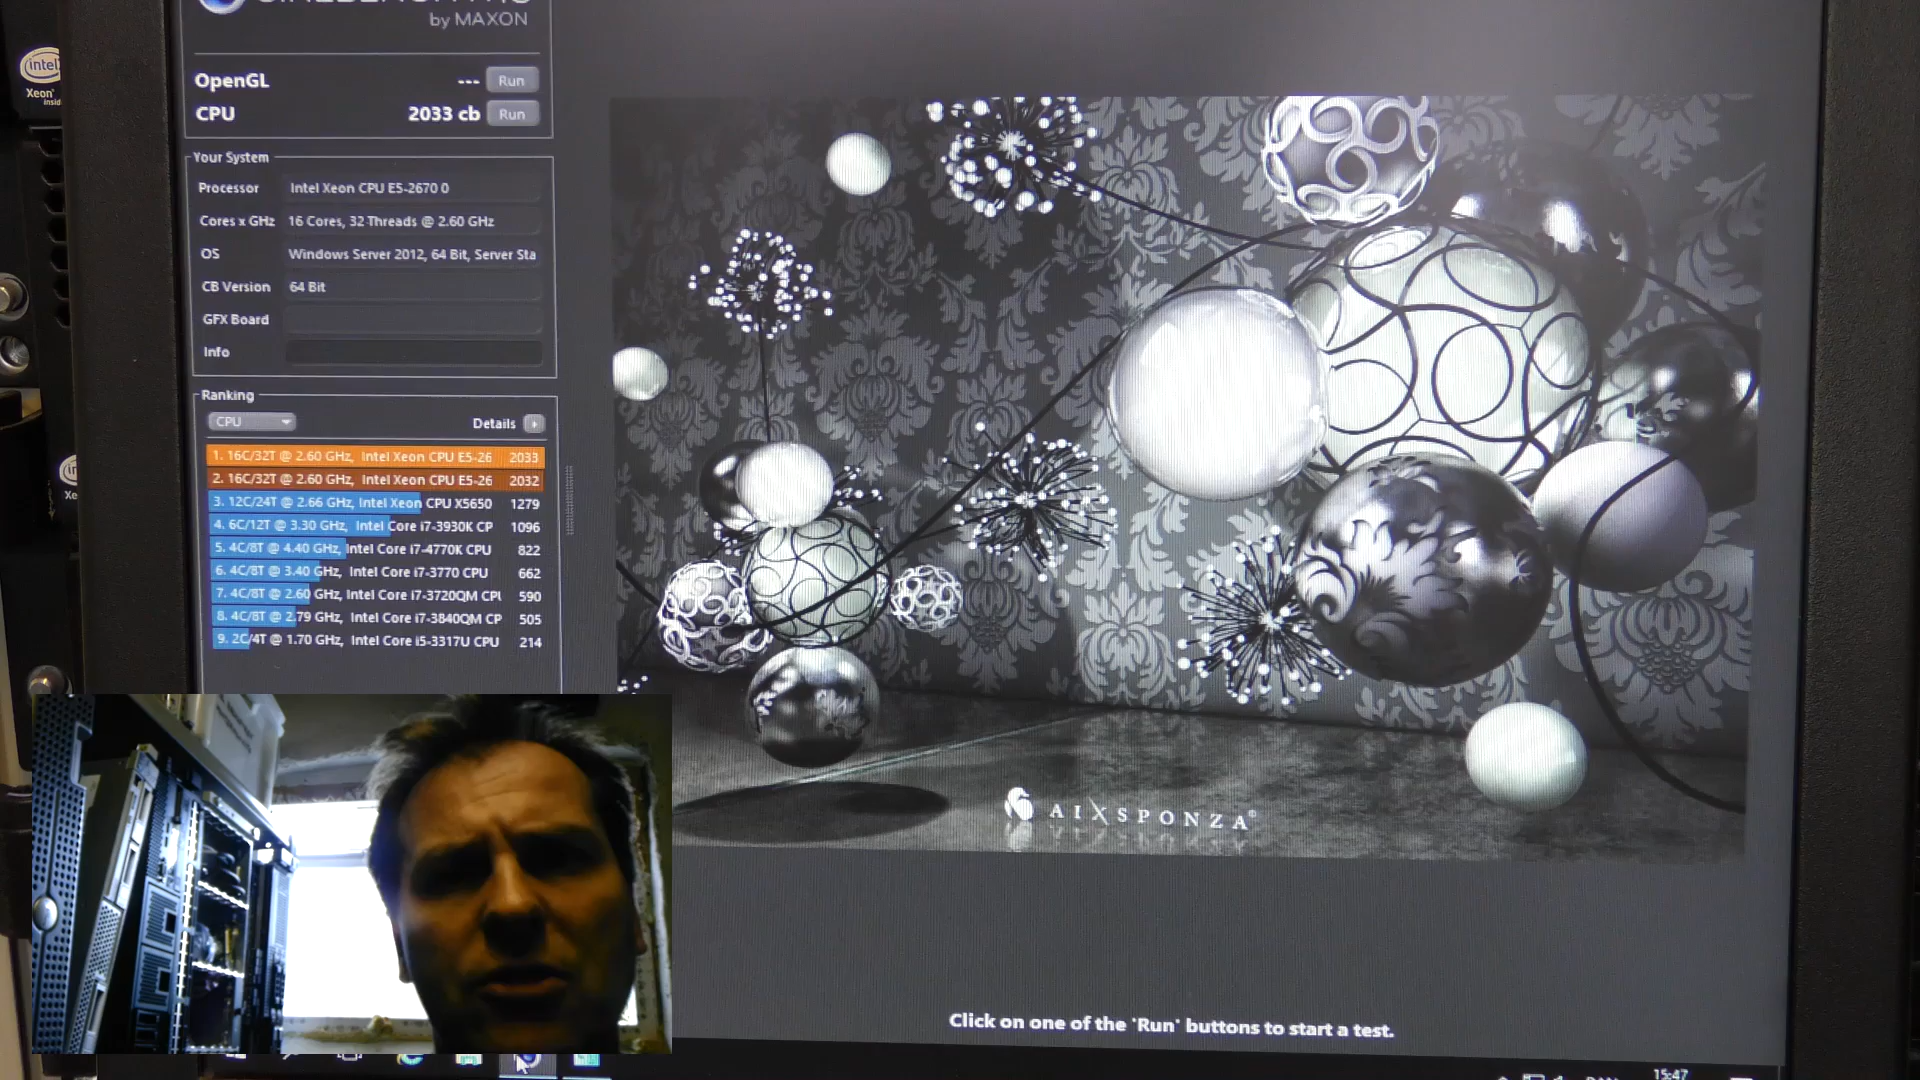 by MAXON
OpenGL --- Run
CPU 2033 cb Run
Your System
Processor Intel Xeon CPU E5-2670 0
Cores x GHz 16 Cores, 32 Threads @ 2.60 GHz
OS Windows Server 2012, 64 Bit, Server Sta
CB Version 64 Bit
GFX Board
Info
Ranking
CPU Details
1. 16C/32T @ 2.60 GHz, Intel Xeon CPU E5-26 2033
2. 16C/32T @ 2.60 GHz, Intel Xeon CPU E5-26 2032
3. 12C/24T @ 2.66 GHz, Intel Xeon CPU X5650 1279
4. 6C/12T @ 3.30 GHz, Intel Core i7-3930K CP 1096
5. 4C/8T @ 4.40 GHz, Intel Core i7-4770K CPU 822
6. 4C/8T @ 3.40 GHz, Intel Core i7-3770 CPU 662
7. 4C/8T @ 2.60 GHz, Intel Core i7-3720QM CPU 590
8. 4C/8T @ 2.79 GHz, Intel Core i7-3840QM CP 505
9. 2C/4T @ 1.70 GHz, Intel Core i5-3317U CPU 214
intel
Xeon
inside
Xe
AIXSPONZA©
Click on one of the 'Run' buttons to start a test.
15:47